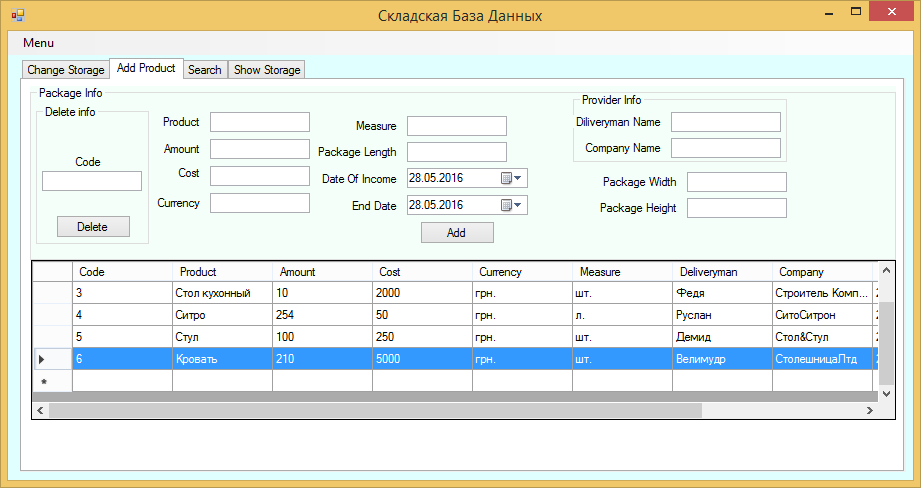 Складская База Данных
Menu
Change Storage Add Product Search Show Storage
Package Info
Delete info
Code
Delete
Product
Amount
Cost
Currency
Measure
Package Length
Date Of Income 28.05.2016
End Date 28.05.2016
Add
Provider Info
Diliveryman Name
Company Name
Package Width
Package Height
Code Product Amount Cost Currency Measure Deliveryman Company
3 Стол кухонный 10 2000 грн. шт. Федя Строитель Комп...
4 Ситро 254 50 грн. л. Руслан СитоСитрон
5 Стул 100 250 грн. шт. Демид Стол&Стул
6 Кровать 210 5000 грн. шт. Велимудр СтолешницаЛтд
*